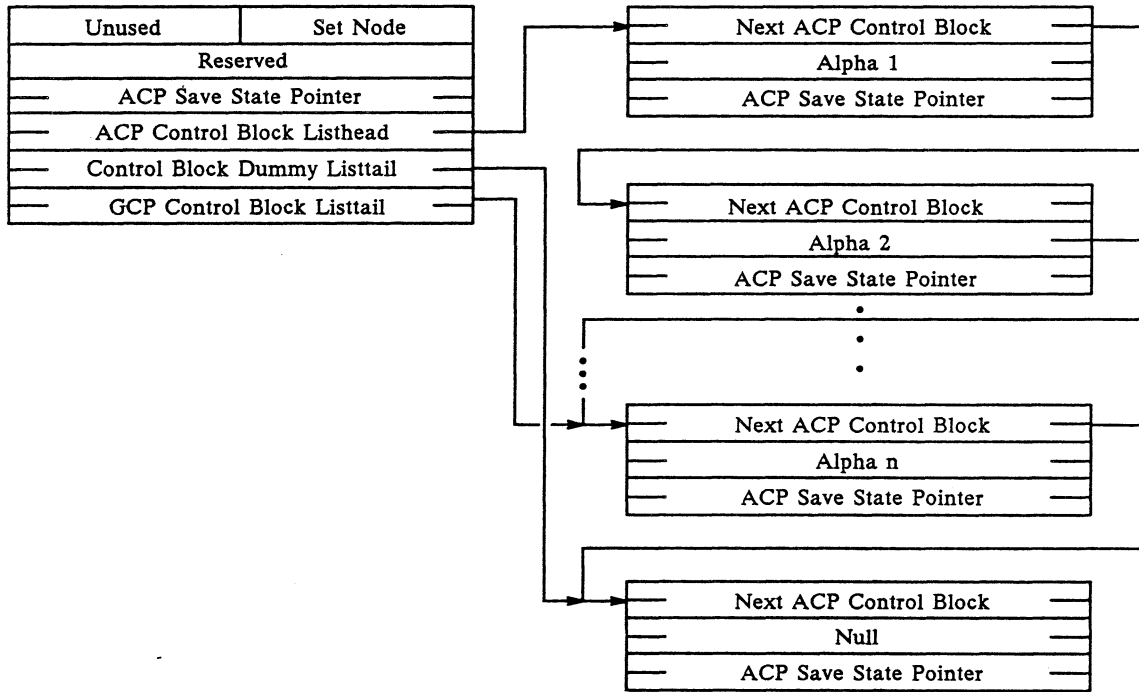 Unused Set Node
Reserved
ACP Save State Pointer
ACP Control Block Listhead
Control Block Dummy Listtail
GCP Control Block Listtail
Next ACP Control Block
Alpha 1
ACP Save State Pointer
Next ACP Control Block
Alpha 2
ACP Save State Pointer
Next ACP Control Block
Alpha n
ACP Save State Pointer
Next ACP Control Block
Null
ACP Save State Pointer